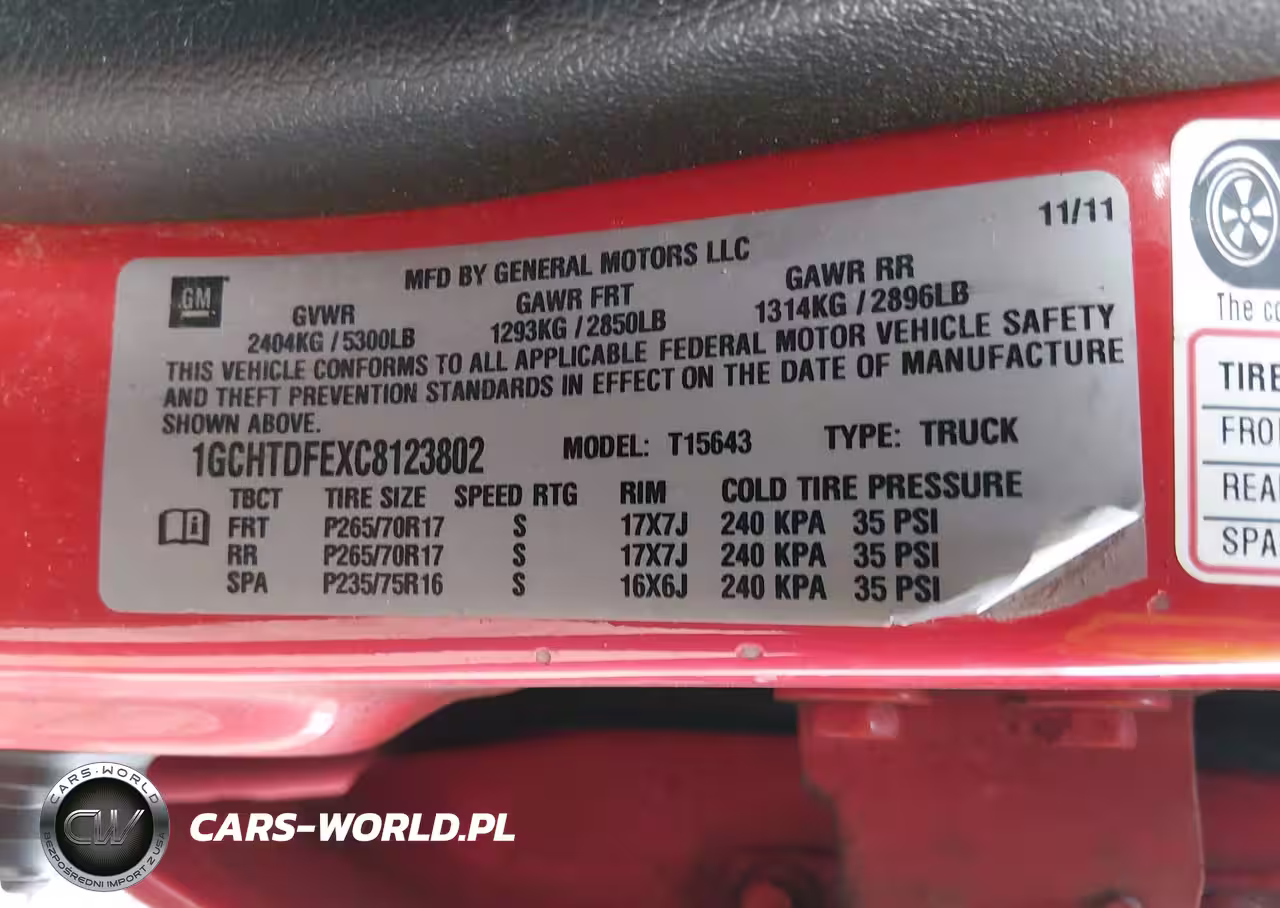 11/11
MFD BY GENERAL MOTORS LLC
GM
GVWR GAWR FRT GAWR RR
2404KG / 5300LB 1293KG / 2850LB 1314KG / 2896LB
THIS VEHICLE CONFORMS TO ALL APPLICABLE FEDERAL MOTOR VEHICLE SAFETY
AND THEFT PREVENTION STANDARDS IN EFFECT ON THE DATE OF MANUFACTURE
SHOWN ABOVE.
1GCHTDFEXC8123802 MODEL: T15643 TYPE: TRUCK
TBCT TIRE SIZE SPEED RTG RIM COLD TIRE PRESSURE
FRT P265/70R17 S 17X7J 240 KPA 35 PSI
RR P265/70R17 S 17X7J 240 KPA 35 PSI
SPA P235/75R16 S 16X6J 240 KPA 35 PSI
The
TIRE
FRO
REA
SPA
CARS-WORLD
CW
BEZPOŚREDNI IMPORT Z USA
CARS-WORLD.PL